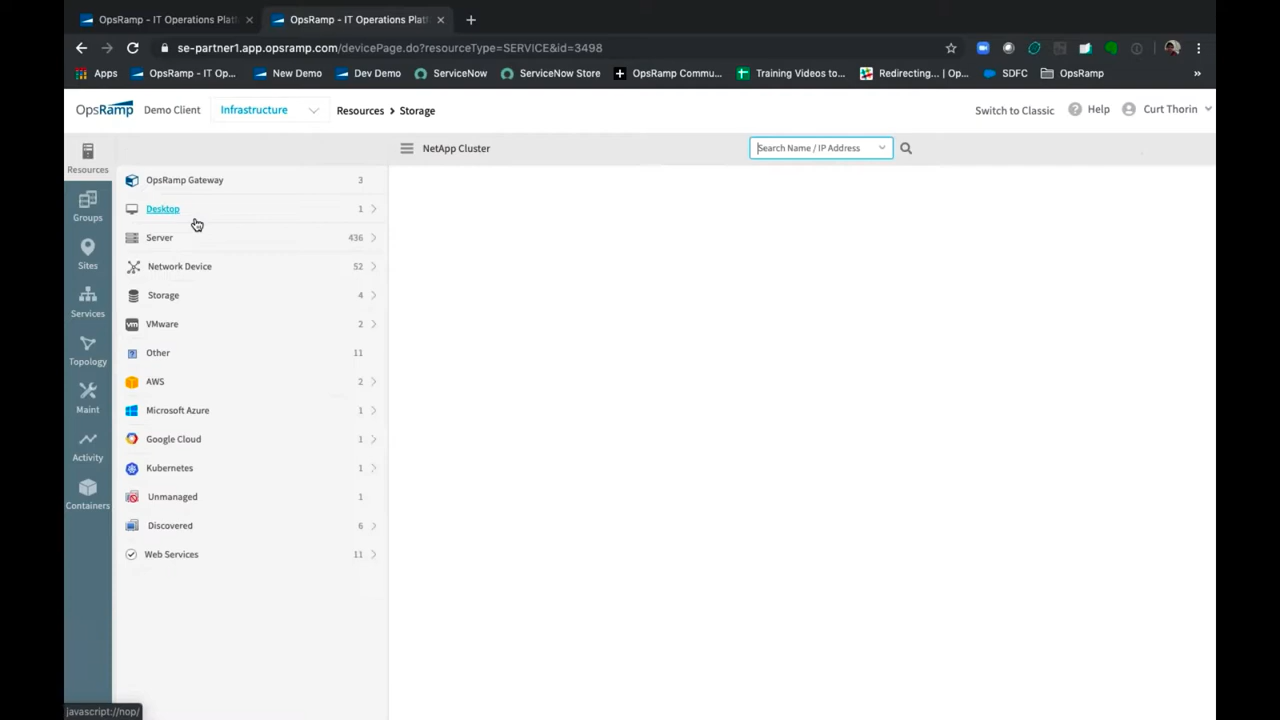 OpsRamp - IT Operations Platf
OpsRamp - IT Operations Platf
se-partner1.app.opsramp.com/devicePage.do?resourceType=SERVICE&id=3498
Apps
OpsRamp - IT Op...
New Demo
Dev Demo
ServiceNow
ServiceNow Store
OpsRamp Commu...
Training Videos to...
Redirecting... | Op...
SDFC
OpsRamp
»
OpsRamp
Demo Client
Infrastructure
Resources > Storage
Switch to Classic
Help
Curt Thorin
Resources
Groups
Sites
Services
Topology
Maint
Activity
Containers
NetApp Cluster
Search Name / IP Address
OpsRamp Gateway 3
Desktop 1
Server 436
Network Device 52
Storage 4
VMware 2
Other 11
AWS 2
Microsoft Azure 1
Google Cloud 1
Kubernetes 1
Unmanaged 1
Discovered 6
Web Services 11
javascript://nop/